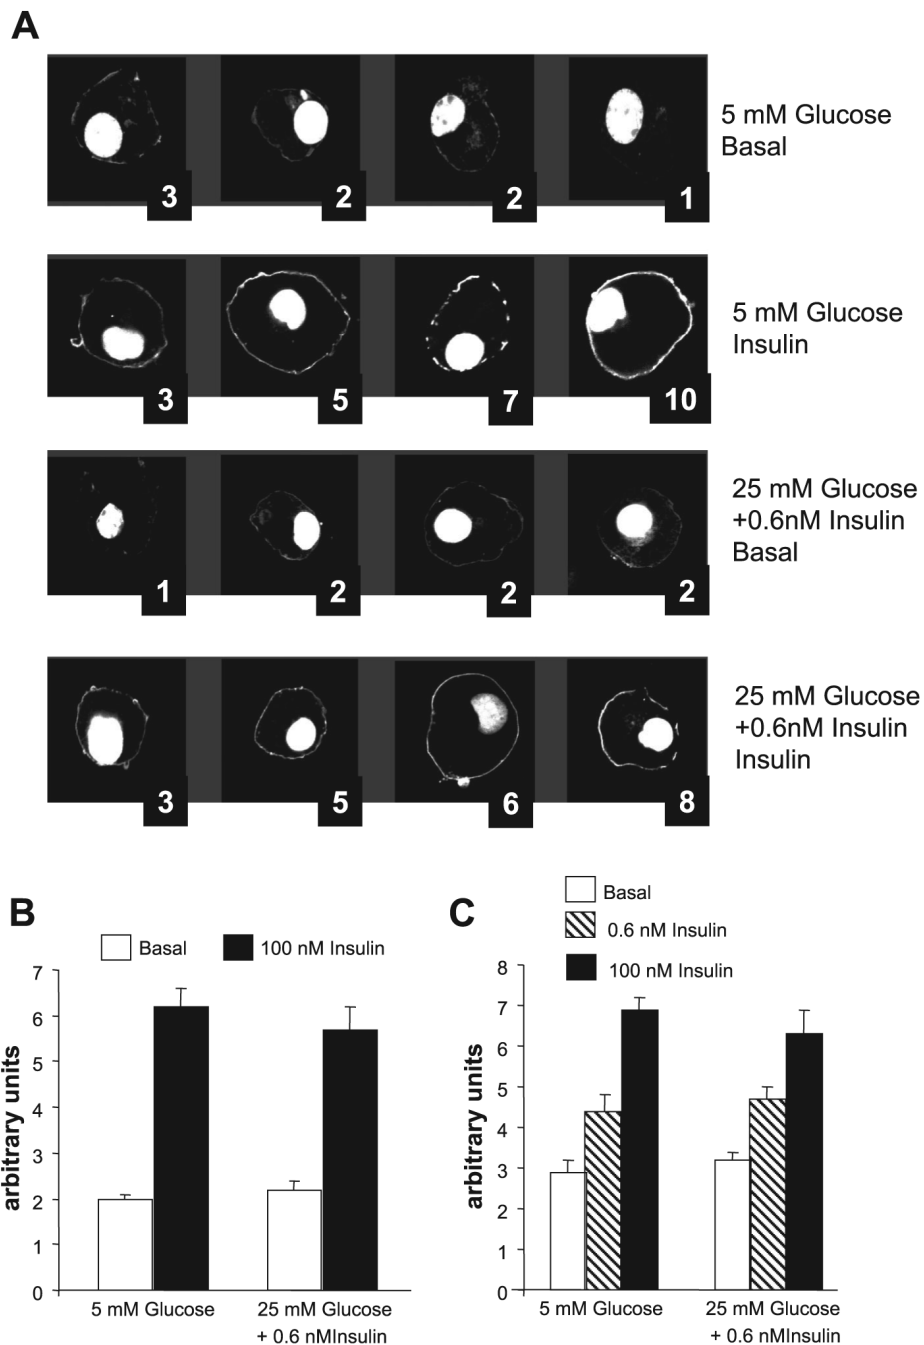 A
3 2 2 1
5 mM Glucose
Basal
3 5 7 10
5 mM Glucose
Insulin
1 2 2 2
25 mM Glucose
+0.6nM Insulin
Basal
3 5 6 8
25 mM Glucose
+0.6nM Insulin
Insulin
B
Basal 100 nM Insulin
arbitrary units
7
6
5
4
3
2
1
0
5 mM Glucose 25 mM Glucose
+ 0.6 nMInsulin
C
Basal
0.6 nM Insulin
100 nM Insulin
arbitrary units
8
7
6
5
4
3
2
1
0
5 mM Glucose 25 mM Glucose
+ 0.6 nMInsulin